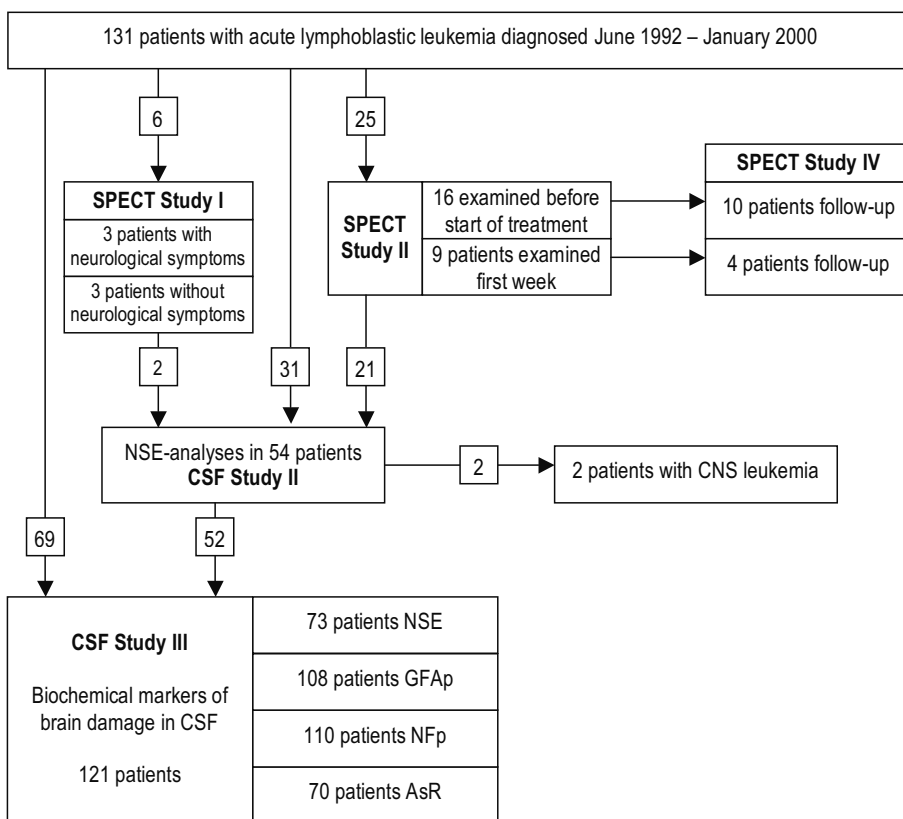 131 patients with acute lymphoblastic leukemia diagnosed June 1992 – January 2000
6
25
SPECT Study I
3 patients with
neurological symptoms
3 patients without
neurological symptoms
SPECT
Study II
16 examined before
start of treatment
9 patients examined
first week
SPECT Study IV
10 patients follow-up
4 patients follow-up
2
31
21
NSE-analyses in 54 patients
CSF Study II
2
2 patients with CNS leukemia
69
52
CSF Study III
Biochemical markers of
brain damage in CSF
121 patients
73 patients NSE
108 patients GFAp
110 patients NFp
70 patients AsR